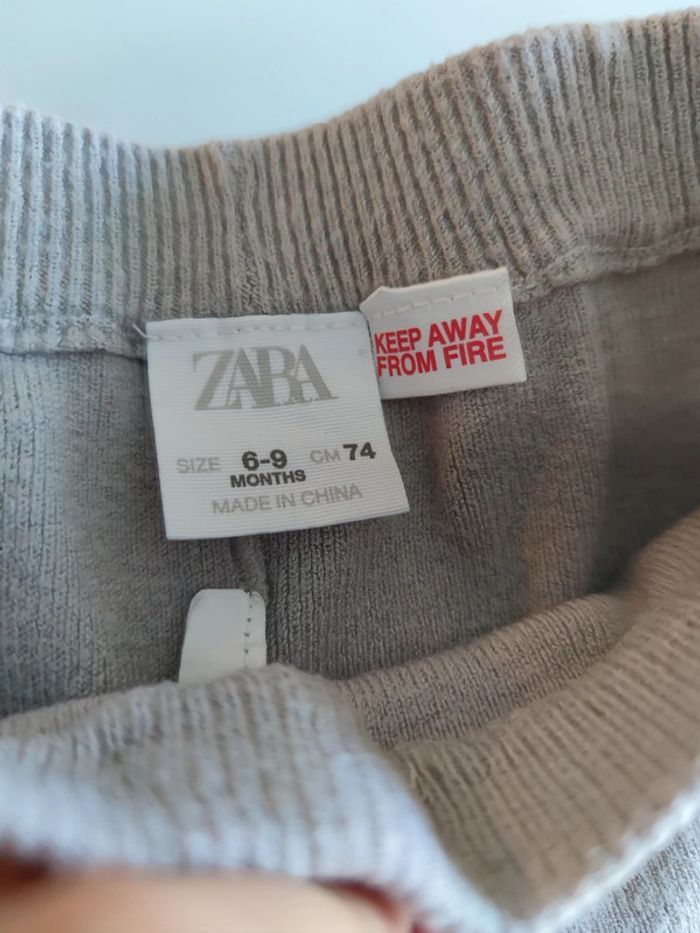 ZARA
SIZE 6-9 CM 74
MONTHS
MADE IN CHINA
KEEP AWAY
FROM FIRE